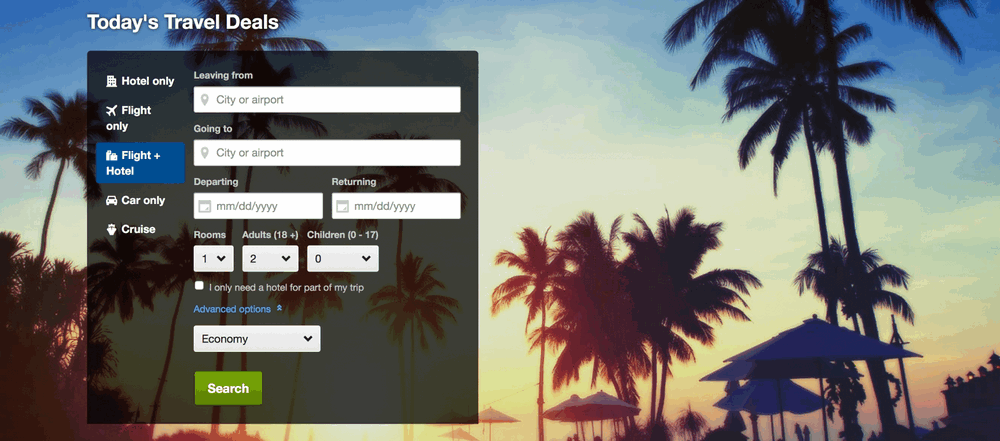 Today's Travel Deals
Hotel only
Flight
only
Flight +
Hotel
Car only
Cruise
Leaving from
City or airport
Going to
City or airport
Departing
Returning
mm/dd/yyyy
mm/dd/yyyy
Rooms
Adults (18 +)
Children (0 - 17)
1
2
0
I only need a hotel for part of my trip
Advanced options
Economy
Search